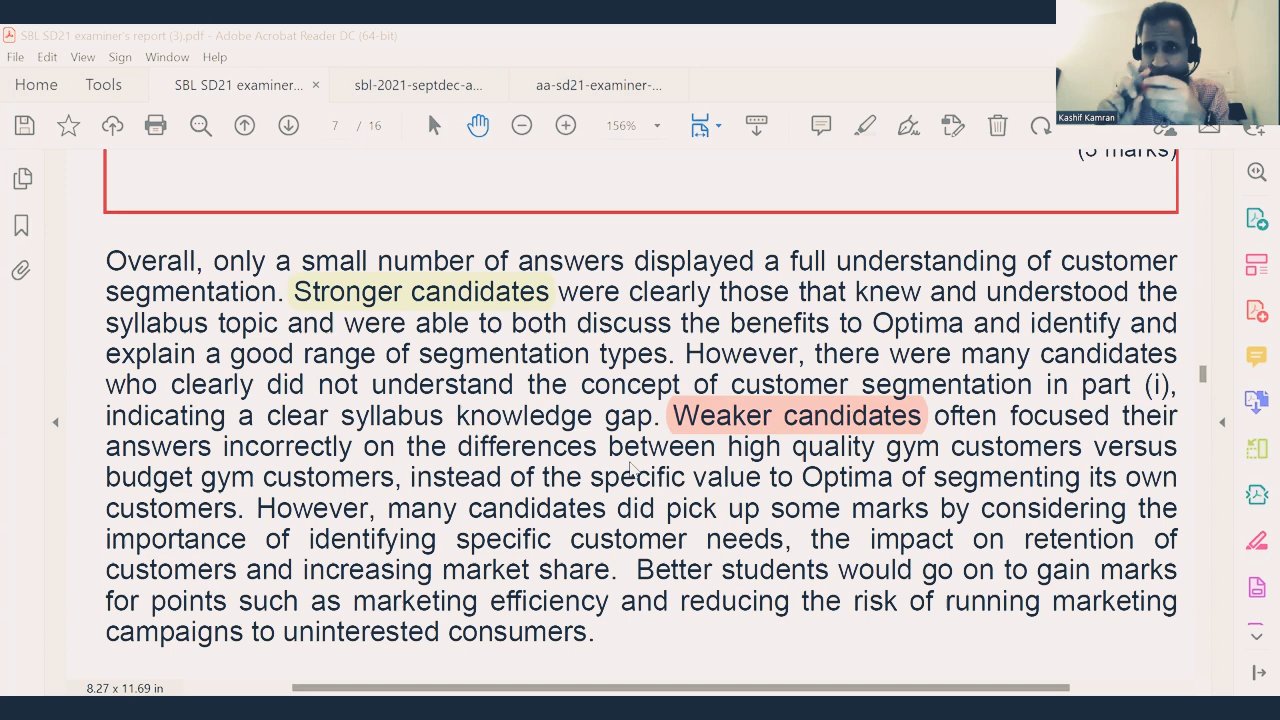 SBL SD21 examiner's report (3).pdf - Adobe Acrobat Reader DC (64-bit)
File Edit View Sign Window Help
Home Tools SBL SD21 examiner... × sbl-2021-septdec-a... aa-sd21-examiner-...
7 / 16 156%
Kashif Kamran
(5 marks)
Overall, only a small number of answers displayed a full understanding of customer
segmentation. Stronger candidates were clearly those that knew and understood the
syllabus topic and were able to both discuss the benefits to Optima and identify and
explain a good range of segmentation types. However, there were many candidates
who clearly did not understand the concept of customer segmentation in part (i),
indicating a clear syllabus knowledge gap. Weaker candidates often focused their
answers incorrectly on the differences between high quality gym customers versus
budget gym customers, instead of the specific value to Optima of segmenting its own
customers. However, many candidates did pick up some marks by considering the
importance of identifying specific customer needs, the impact on retention of
customers and increasing market share. Better students would go on to gain marks
for points such as marketing efficiency and reducing the risk of running marketing
campaigns to uninterested consumers.
8.27 x 11.69 in